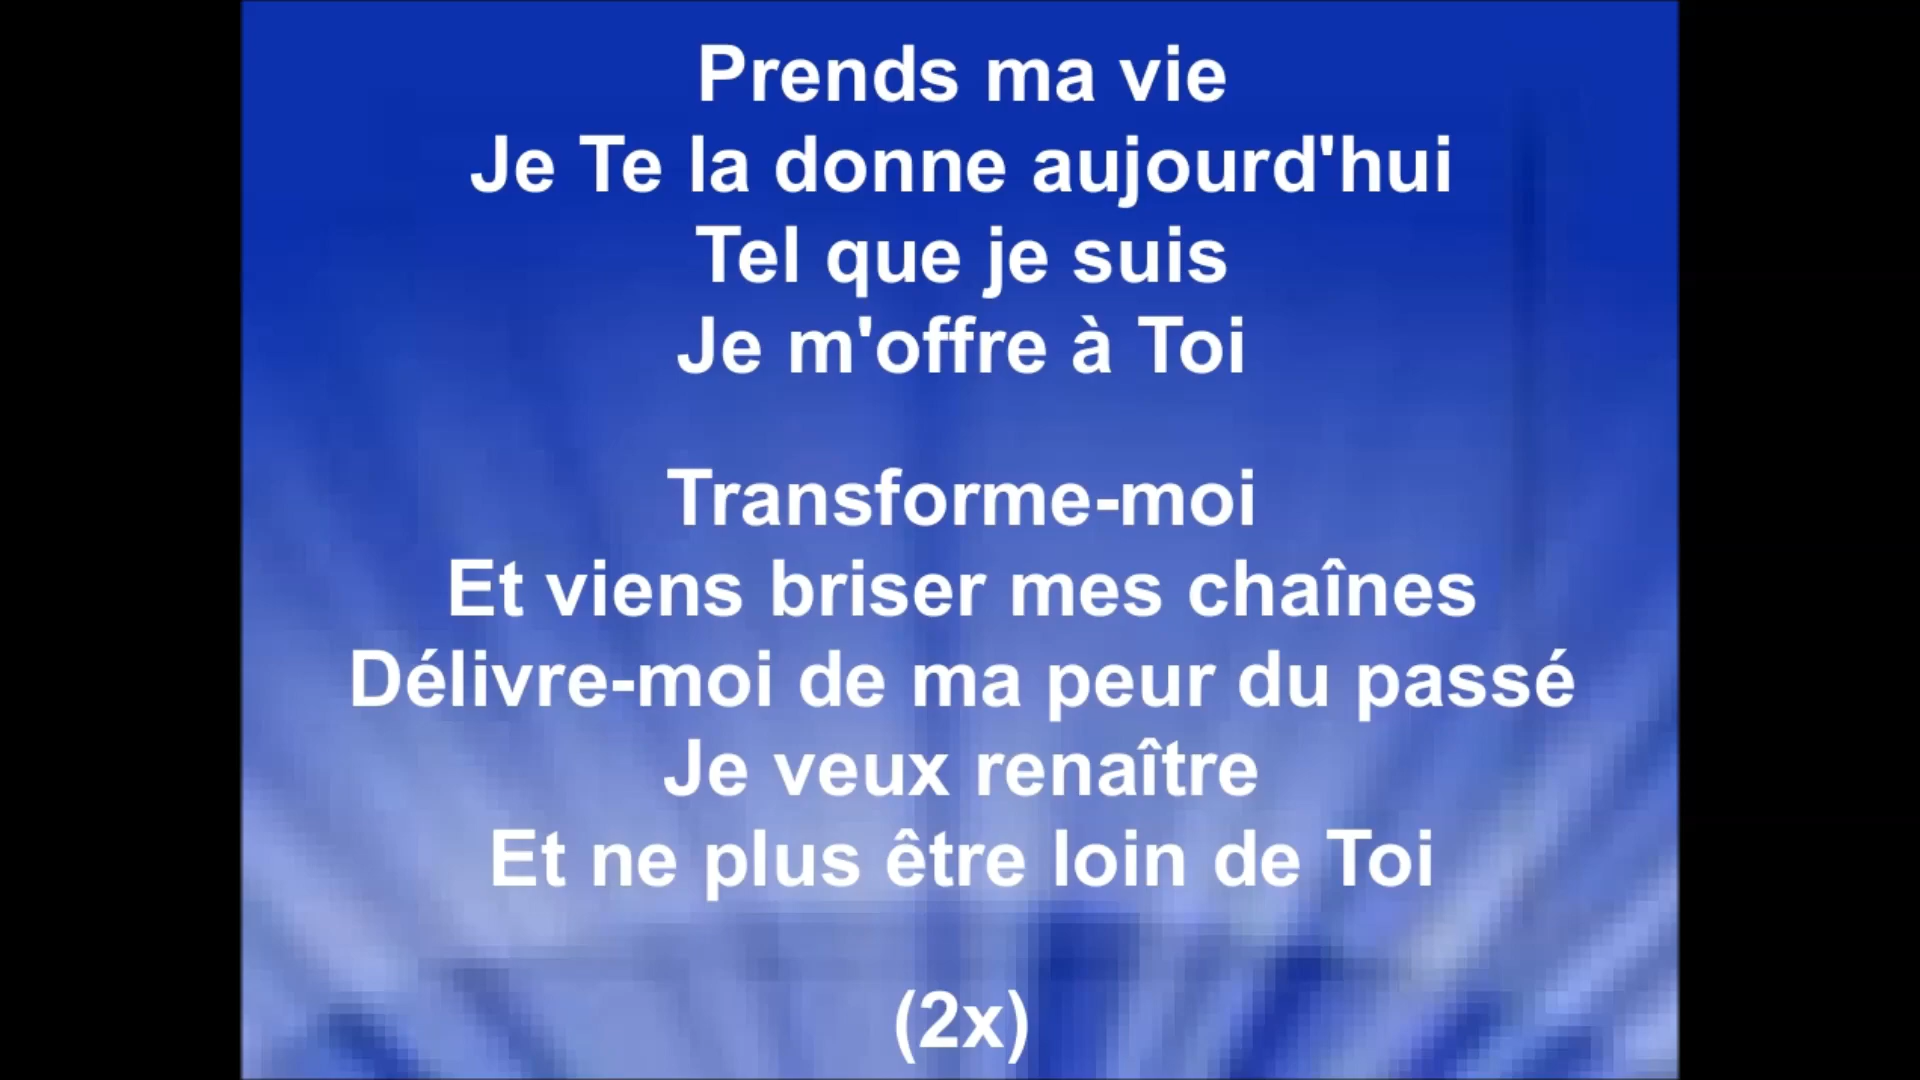 Prends ma vie
Je Te la donne aujourd'hui
Tel que je suis
Je m'offre à Toi
Transforme-moi
Et viens briser mes chaînes
Délivre-moi de ma peur du passé
Je veux renaître
Et ne plus être loin de Toi
(2x)